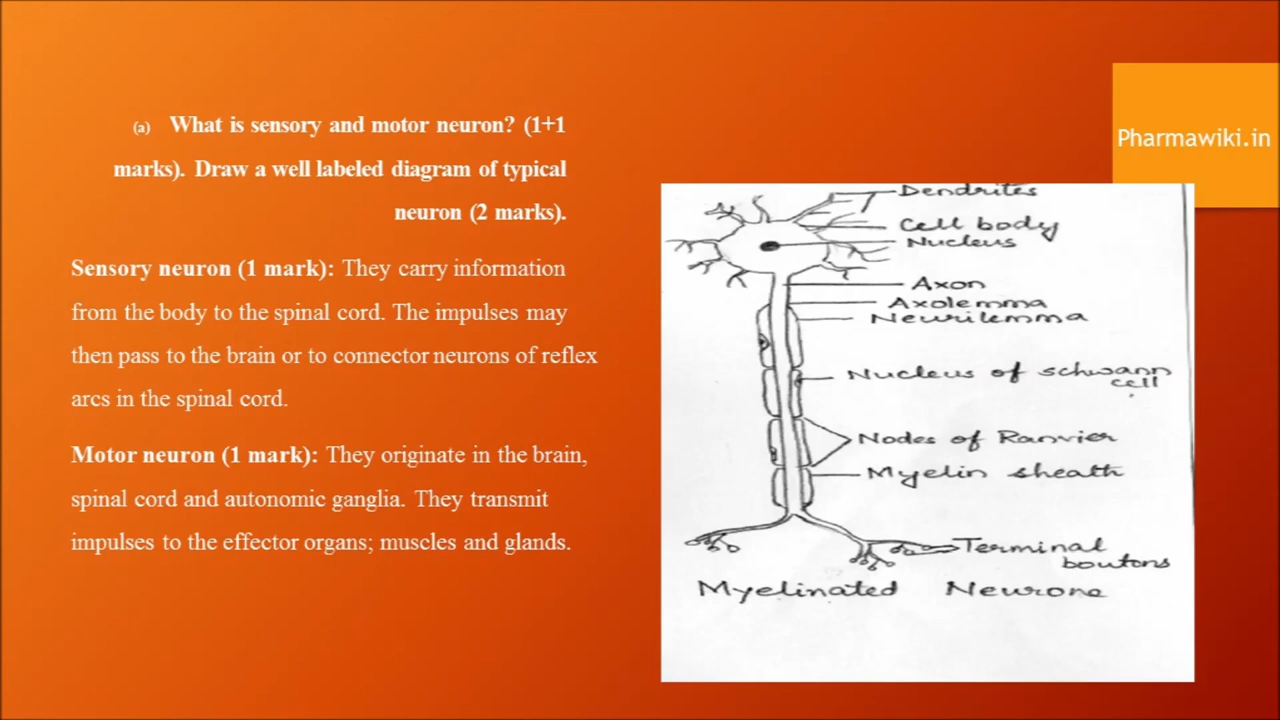 (a) What is sensory and motor neuron? (1+1
marks). Draw a well labeled diagram of typical
neuron (2 marks).
Sensory neuron (1 mark): They carry information
from the body to the spinal cord. The impulses may
then pass to the brain or to connector neurons of reflex
arcs in the spinal cord.
Motor neuron (1 mark): They originate in the brain,
spinal cord and autonomic ganglia. They transmit
impulses to the effector organs; muscles and glands.
Pharmawiki.in
Dendrites
Cell body
Nucleus
Axon
Axolemma
Neurilemma
Nucleus of schwann
cell
Nodes of Ranvier
Myelin sheath
Terminal
boutons
Myelinated Neurone